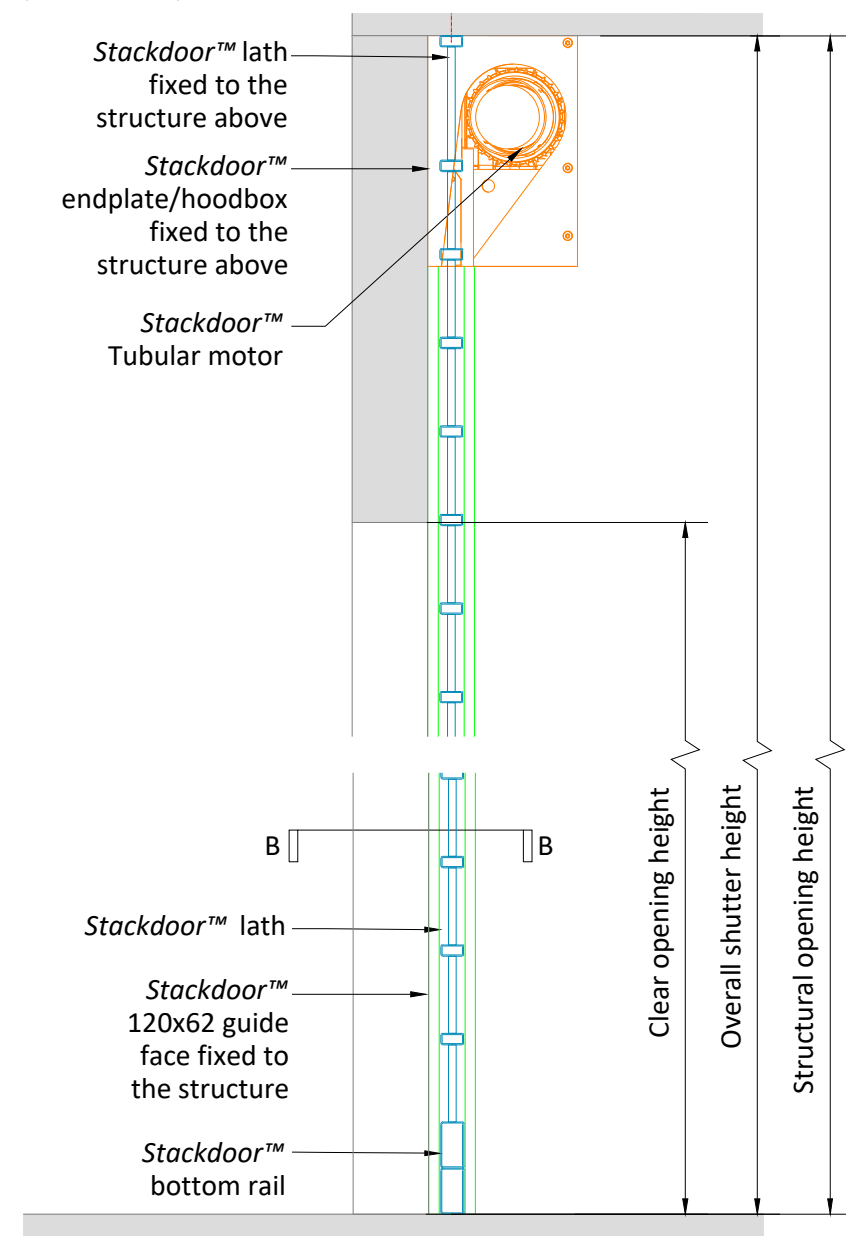 Stackdoor™ lath
fixed to the
structure above
Stackdoor™
endplate/hoodbox
fixed to the
structure above
Stackdoor™
Tubular motor
B
B
Stackdoor™ lath
Stackdoor™
120x62 guide
face fixed to
the structure
Stackdoor™
bottom rail
Clear opening height
Overall shutter height
Structural opening height